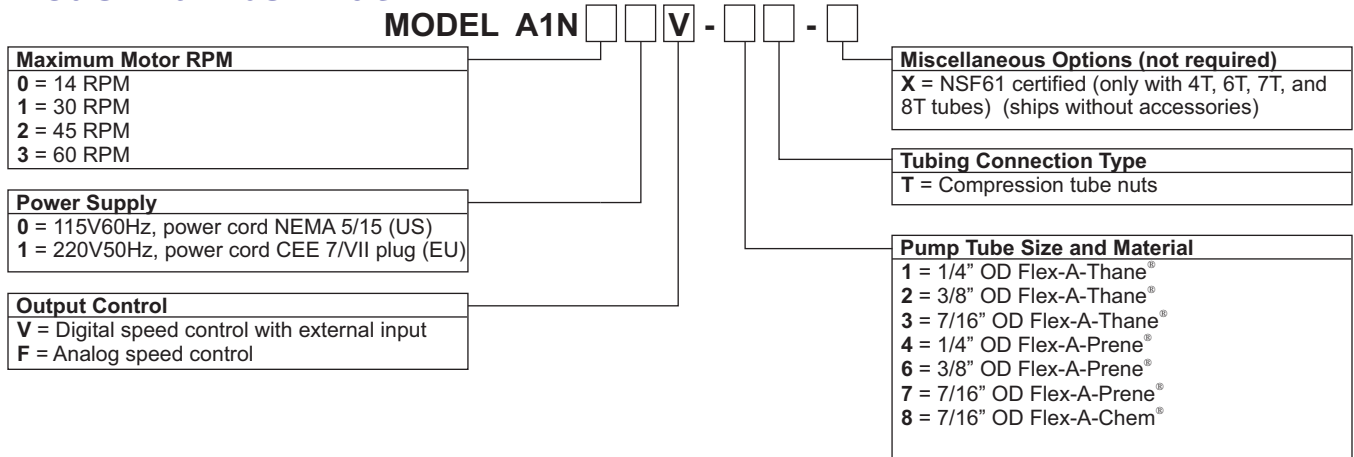 MODEL A1N V - -
Maximum Motor RPM
0 = 14 RPM
1 = 30 RPM
2 = 45 RPM
3 = 60 RPM
Power Supply
0 = 115V60Hz, power cord NEMA 5/15 (US)
1 = 220V50Hz, power cord CEE 7/VII plug (EU)
Output Control
V = Digital speed control with external input
F = Analog speed control
Miscellaneous Options (not required)
X = NSF61 certified (only with 4T, 6T, 7T, and
8T tubes) (ships without accessories)
Tubing Connection Type
T = Compression tube nuts
Pump Tube Size and Material
1 = 1/4” OD Flex-A-Thane®
2 = 3/8” OD Flex-A-Thane®
3 = 7/16” OD Flex-A-Thane®
4 = 1/4” OD Flex-A-Prene®
6 = 3/8” OD Flex-A-Prene®
7 = 7/16” OD Flex-A-Prene®
8 = 7/16” OD Flex-A-Chem®